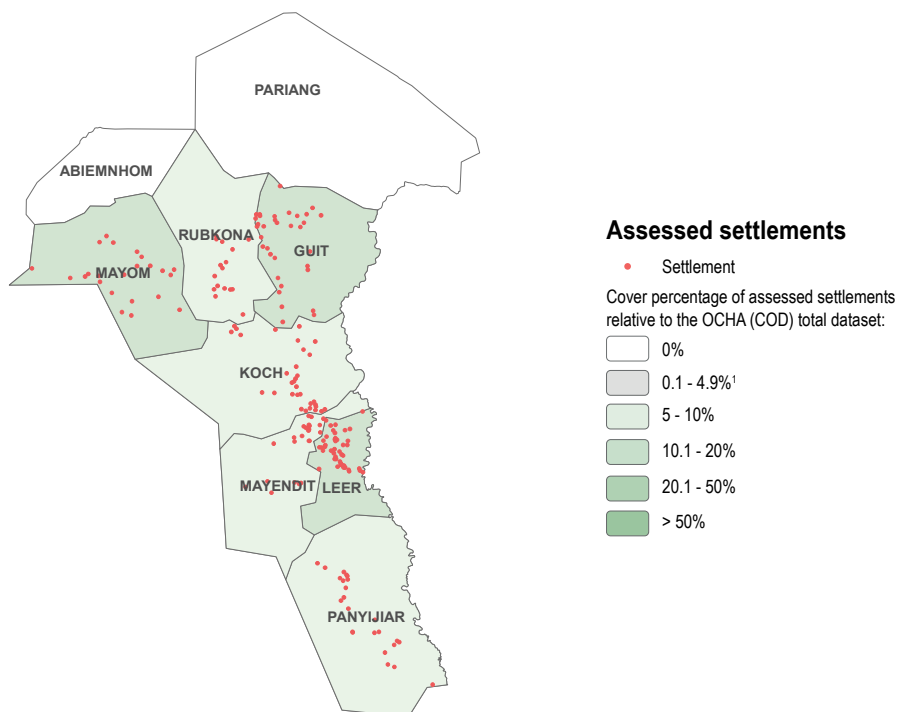 PARIANG
ABIEMNHOM
RUBKONA
GUIT
MAYOM
KOCH
MAYENDIT
LEER
PANYIJIAR
Assessed settlements
Settlement
Cover percentage of assessed settlements
relative to the OCHA (COD) total dataset:
0%
0.1 - 4.9%¹
5 - 10%
10.1 - 20%
20.1 - 50%
> 50%